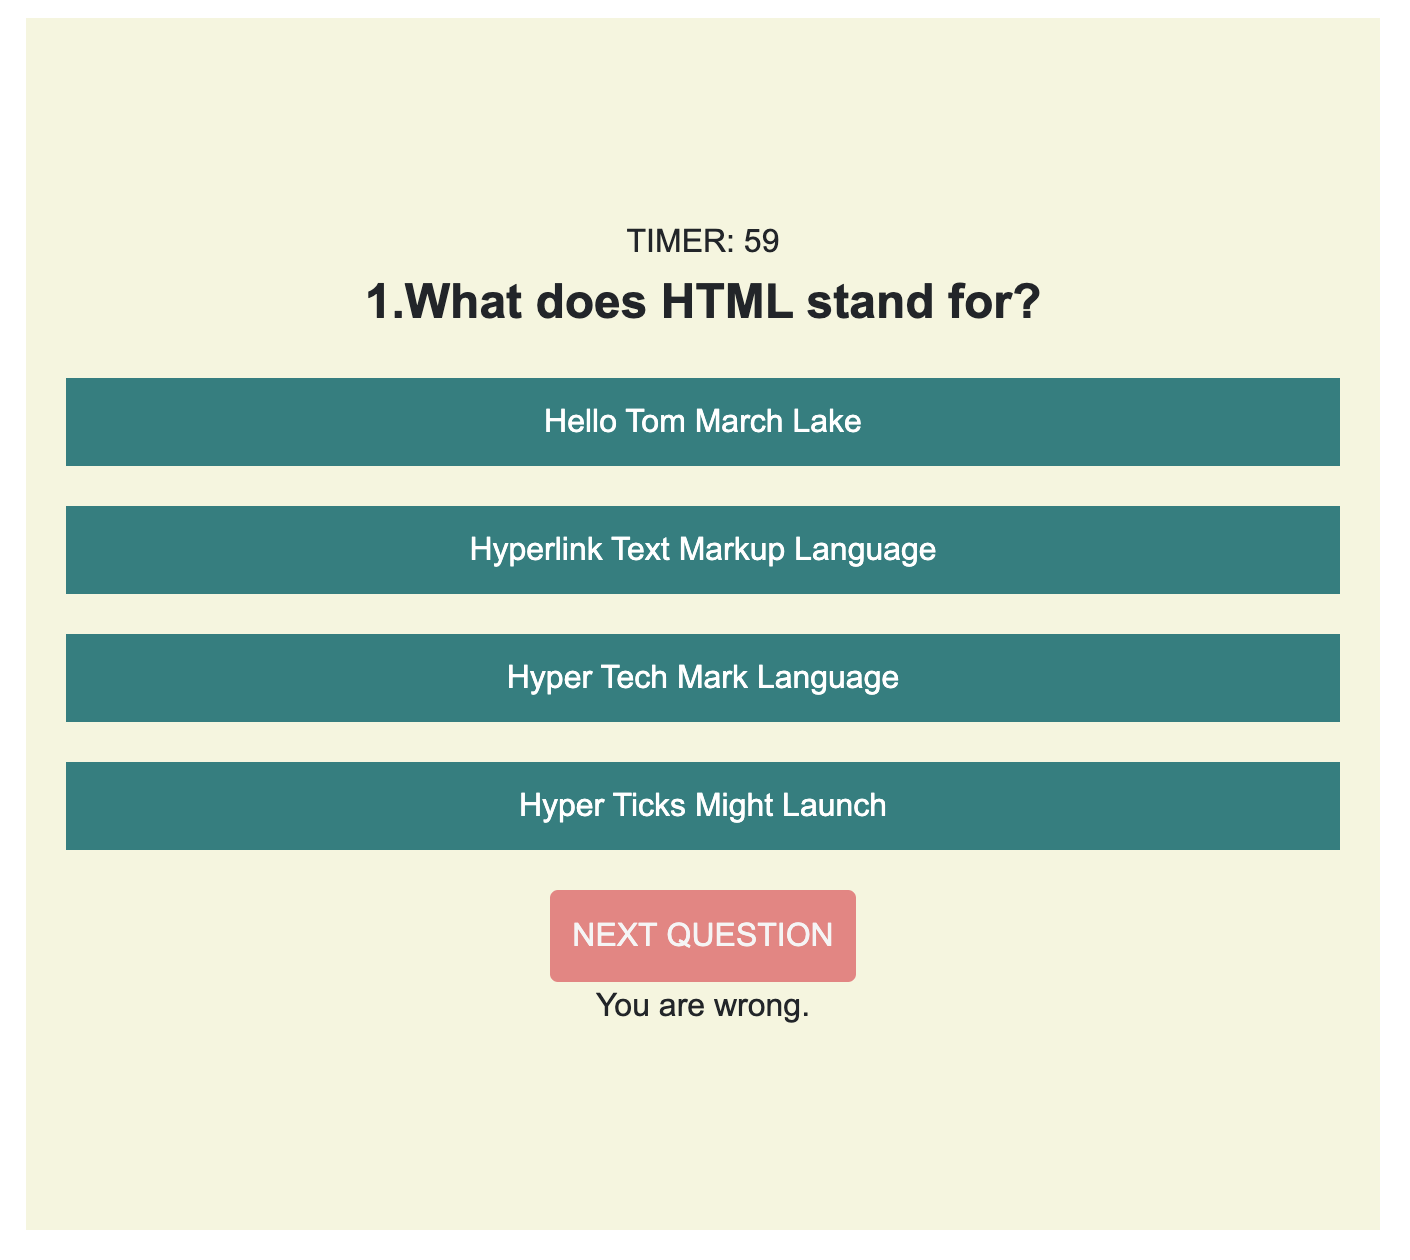 TIMER: 59
1.What does HTML stand for?
Hello Tom March Lake
Hyperlink Text Markup Language
Hyper Tech Mark Language
Hyper Ticks Might Launch
NEXT QUESTION
You are wrong.